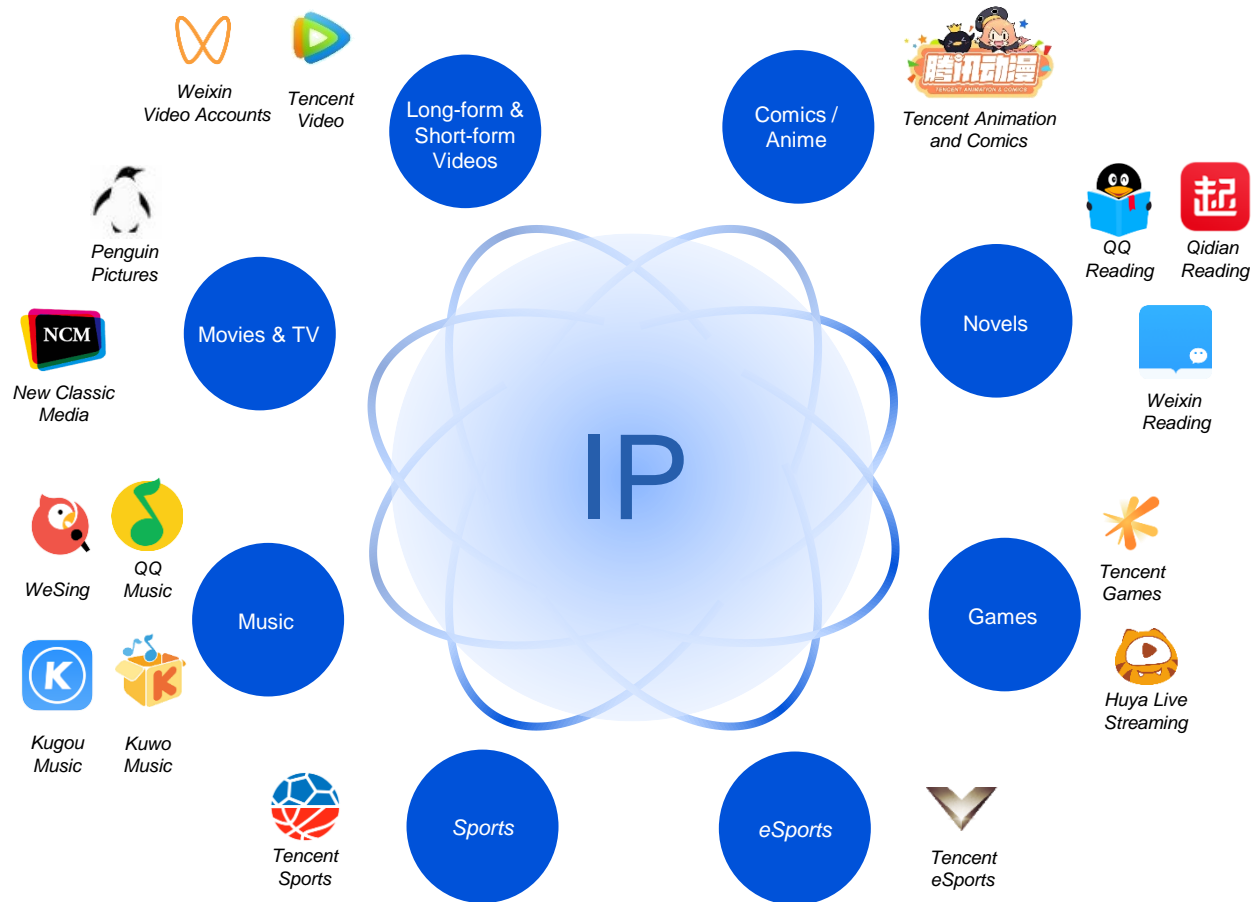 Weixin
Video Accounts
Tencent
Video
Long-form &
Short-form
Videos
Comics /
Anime
腾讯动漫
TENCENT ANIMATION & COMICS
Tencent Animation
and Comics
Penguin
Pictures
Movies & TV
NCM
New Classic
Media
Novels
QQ
Reading
起
Qidian
Reading
Weixin
Reading
IP
WeSing
QQ
Music
Music
K
Kugou
Music
K
Kuwo
Music
Games
Tencent
Games
Huya Live
Streaming
Tencent
Sports
Sports
eSports
Tencent
eSports